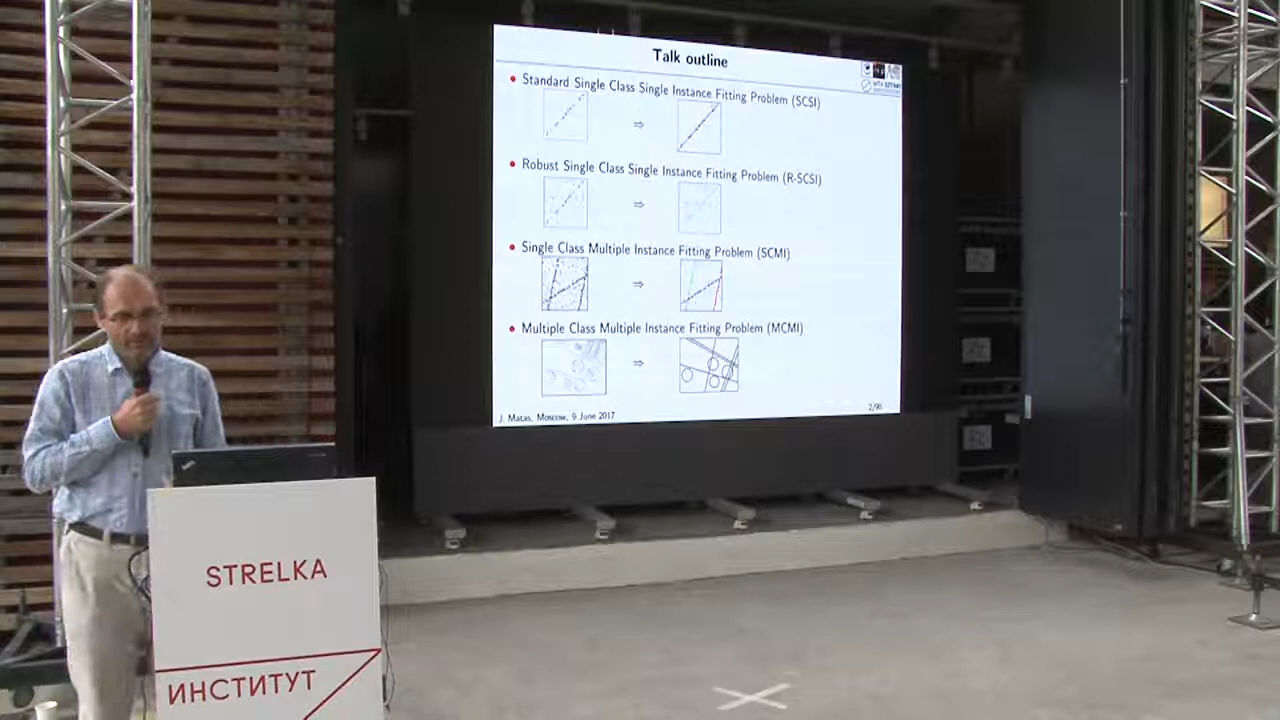 Talk outline
• Standard Single Class Single Instance Fitting Problem (SCSI)
⇒
• Robust Single Class Single Instance Fitting Problem (R-SCSI)
⇒
• Single Class Multiple Instance Fitting Problem (SCMI)
⇒
• Multiple Class Multiple Instance Fitting Problem (MCMI)
⇒
J. Matas, Moscow, 9 June 2017
2/90
STRELKA
ИНСТИТУТ